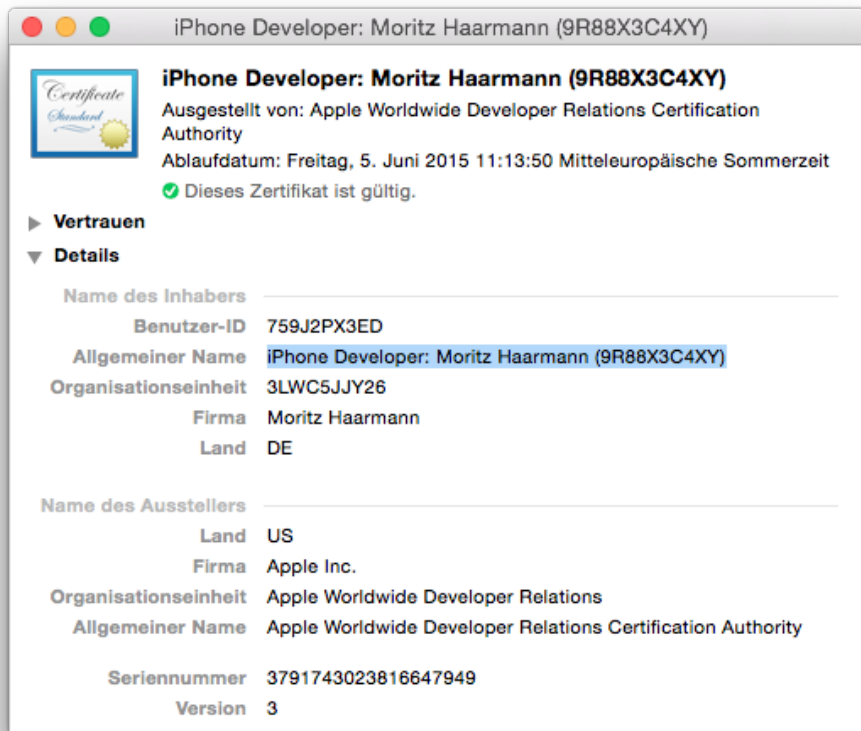 iPhone Developer: Moritz Haarmann (9R88X3C4XY)
Certificate
Standard
iPhone Developer: Moritz Haarmann (9R88X3C4XY)
Ausgestellt von: Apple Worldwide Developer Relations Certification
Authority
Ablaufdatum: Freitag, 5. Juni 2015 11:13:50 Mitteleuropäische Sommerzeit
Dieses Zertifikat ist gültig.
Vertrauen
Details
Name des Inhabers
Benutzer-ID 759J2PX3ED
Allgemeiner Name iPhone Developer: Moritz Haarmann (9R88X3C4XY)
Organisationseinheit 3LWC5JJY26
Firma Moritz Haarmann
Land DE
Name des Ausstellers
Land US
Firma Apple Inc.
Organisationseinheit Apple Worldwide Developer Relations
Allgemeiner Name Apple Worldwide Developer Relations Certification Authority
Seriennummer 3791743023816647949
Version 3